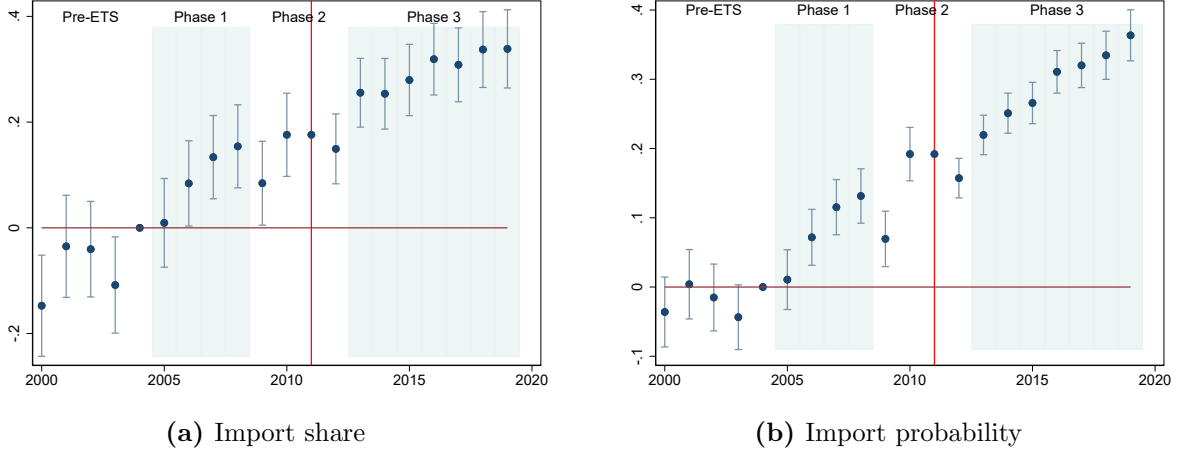 Pre-ETS Phase 1 Phase 2 Phase 3
.4
.2
0
-.2
2000 2005 2010 2015 2020
(a) Import share
Pre-ETS Phase 1 Phase 2 Phase 3
.4
.3
.2
.1
0
-.1
2000 2005 2010 2015 2020
(b) Import probability